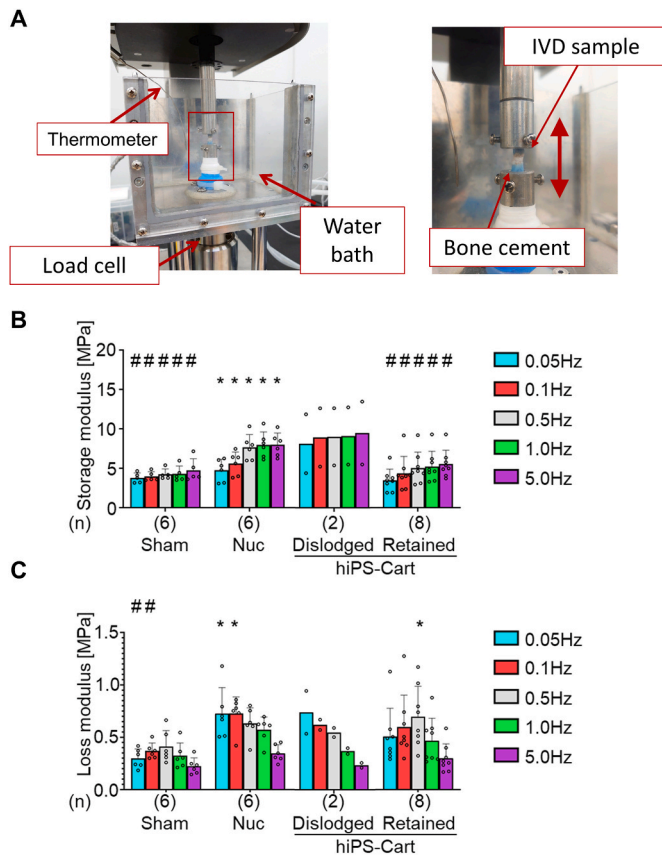 A
IVD sample
Thermometer
Water
bath
Load cell
Bone cement
B
Storage modulus [MPa]
20
15
10
5
0
##### * * * * * #####
0.05Hz
0.1Hz
0.5Hz
1.0Hz
5.0Hz
(n) (6) (6) (2) (8)
Sham Nuc Dislodged Retained
hiPS-Cart
C
Loss modulus [MPa]
1.5
1.0
0.5
0.0
## * * *
0.05Hz
0.1Hz
0.5Hz
1.0Hz
5.0Hz
(n) (6) (6) (2) (8)
Sham Nuc Dislodged Retained
hiPS-Cart